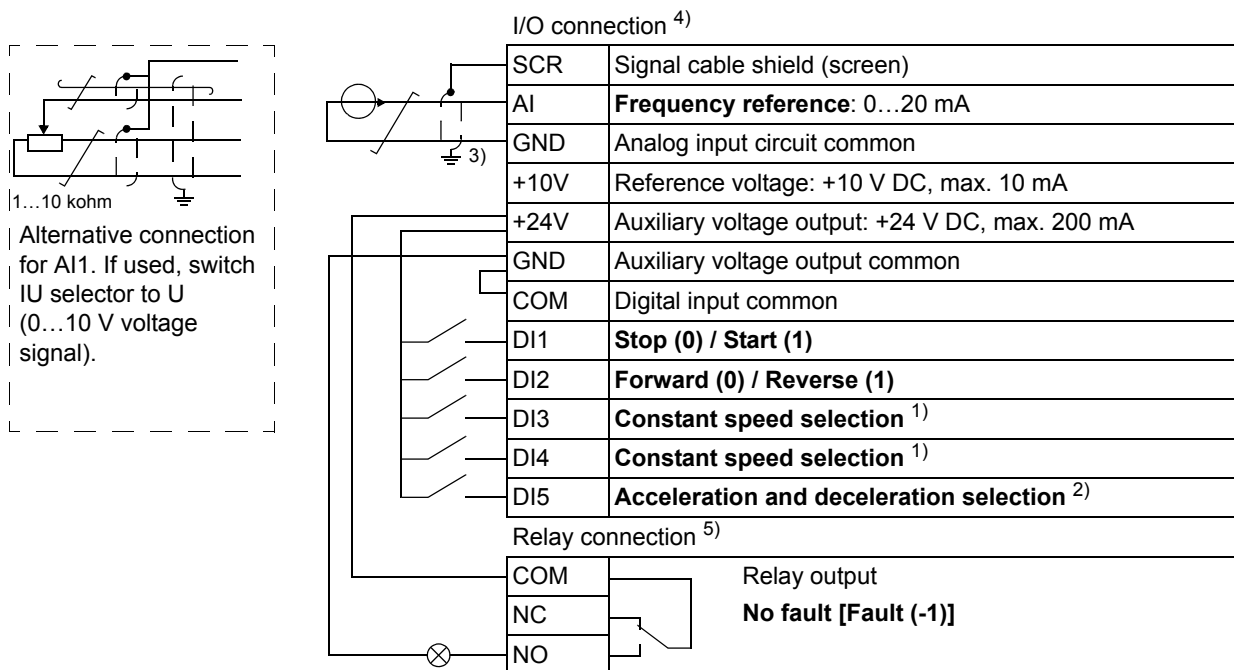 I/O connection 4)
SCR Signal cable shield (screen)
AI Frequency reference: 0…20 mA
GND Analog input circuit common
+10V Reference voltage: +10 V DC, max. 10 mA
+24V Auxiliary voltage output: +24 V DC, max. 200 mA
GND Auxiliary voltage output common
COM Digital input common
DI1 Stop (0) / Start (1)
DI2 Forward (0) / Reverse (1)
DI3 Constant speed selection 1)
DI4 Constant speed selection 1)
DI5 Acceleration and deceleration selection 2)
3)
1…10 kohm
Alternative connection
for AI1. If used, switch
IU selector to U
(0…10 V voltage
signal).
Relay connection 5)
COM Relay output
NC No fault [Fault (-1)]
NO